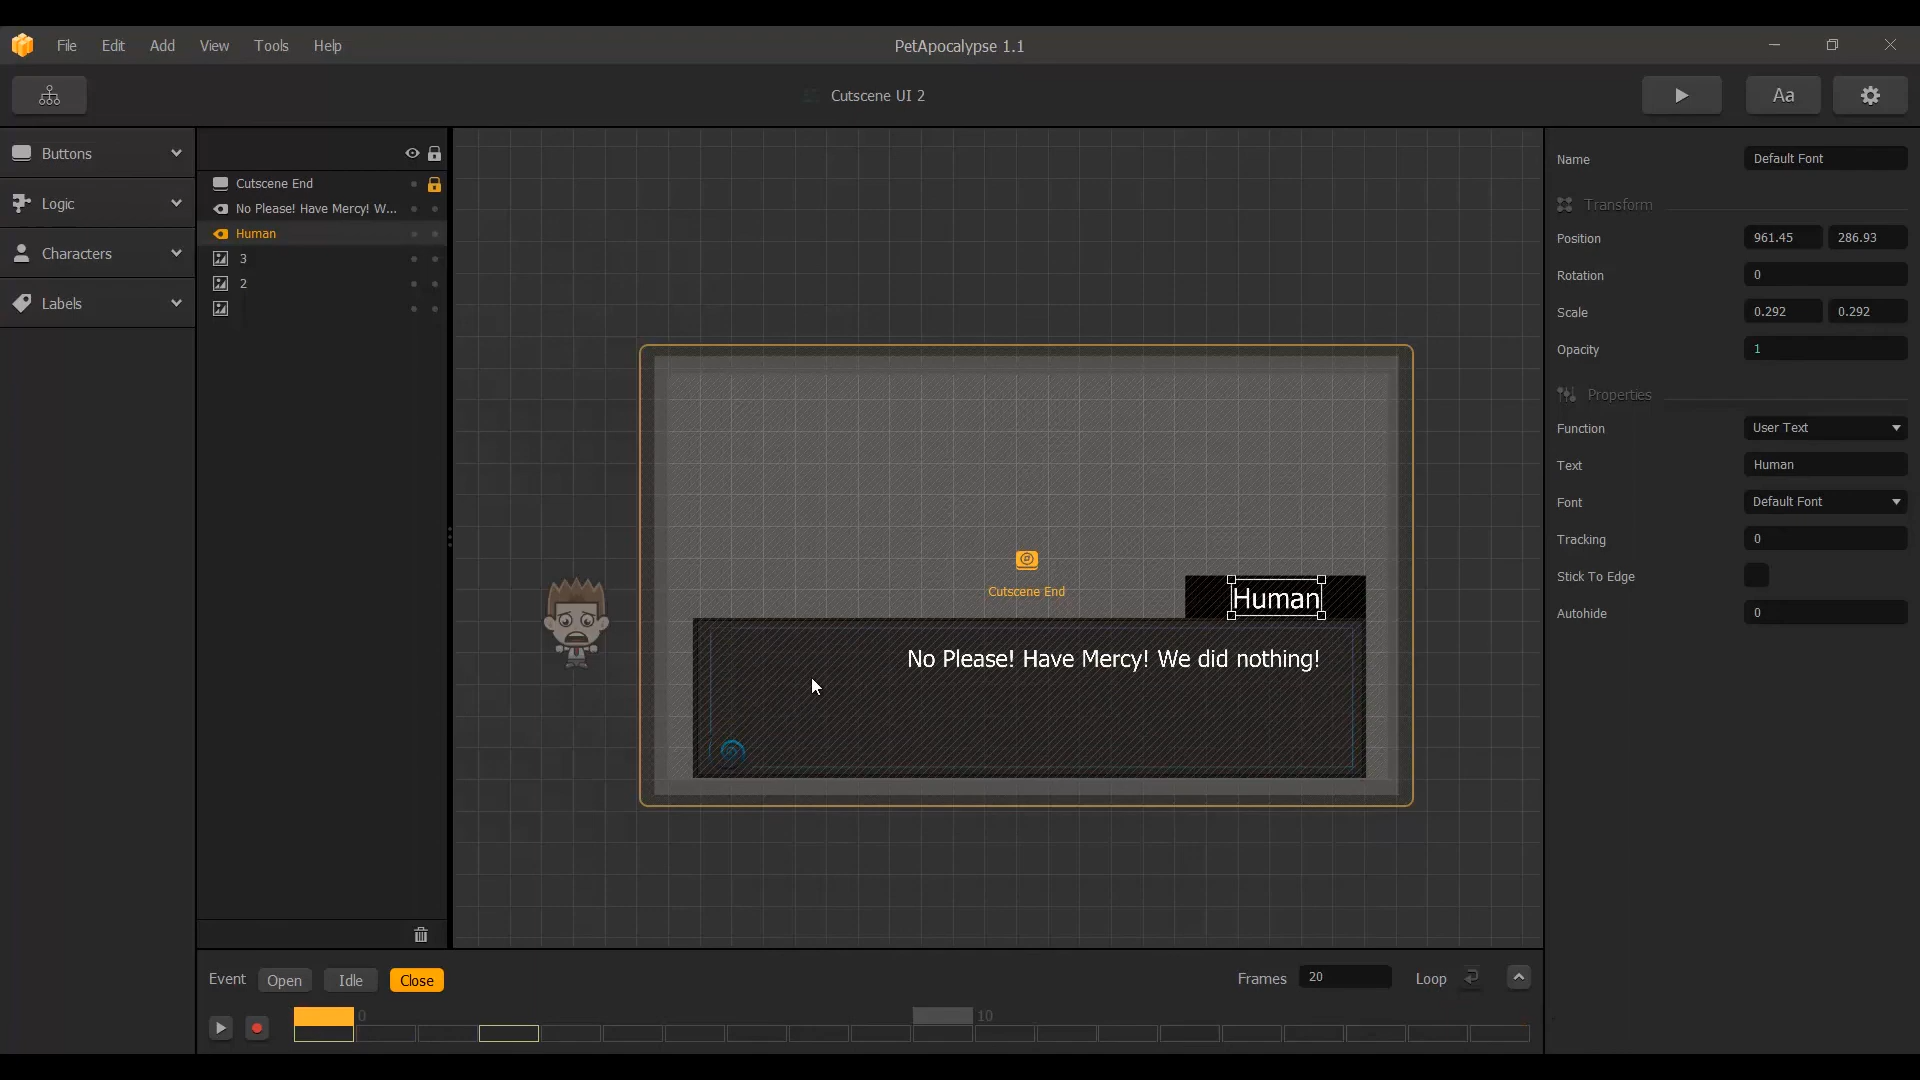 File Edit Add View Tools Help
PetApocalypse 1.1
Cutscene UI 2
Aa
Buttons
Logic
Characters
Labels
Cutscene End
No Please! Have Mercy! W...
Human
3
2
Cutscene End
Human
No Please! Have Mercy! We did nothing!
Name Default Font
Transform
Position 961.45 286.93
Rotation 0
Scale 0.292 0.292
Opacity 1
Properties
Function User Text
Text Human
Font Default Font
Tracking 0
Stick To Edge
Autohide 0
Event Open Idle Close
Frames 20 Loop
0 10